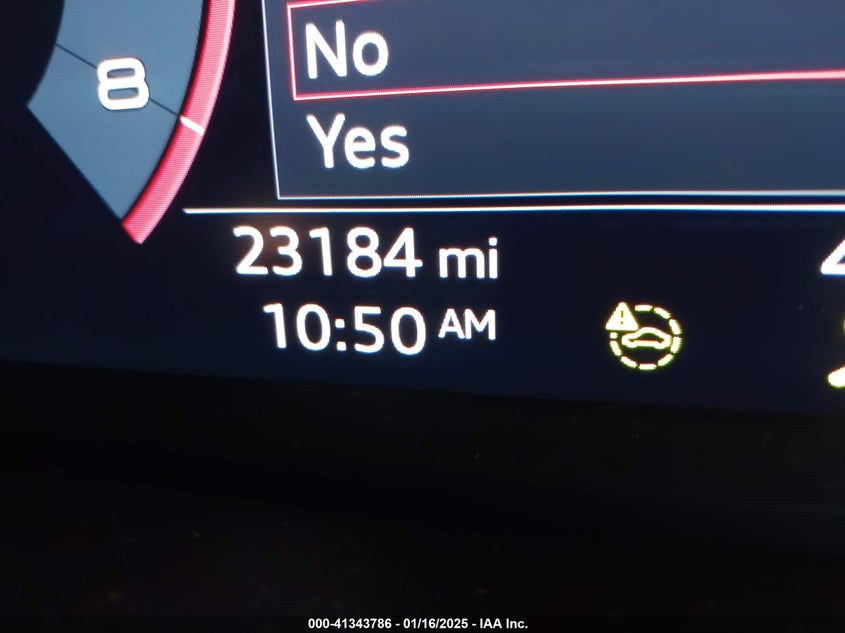 8
No
Yes
23184 mi
10:50 AM
000-41343786 - 01/16/2025 - IAA Inc.